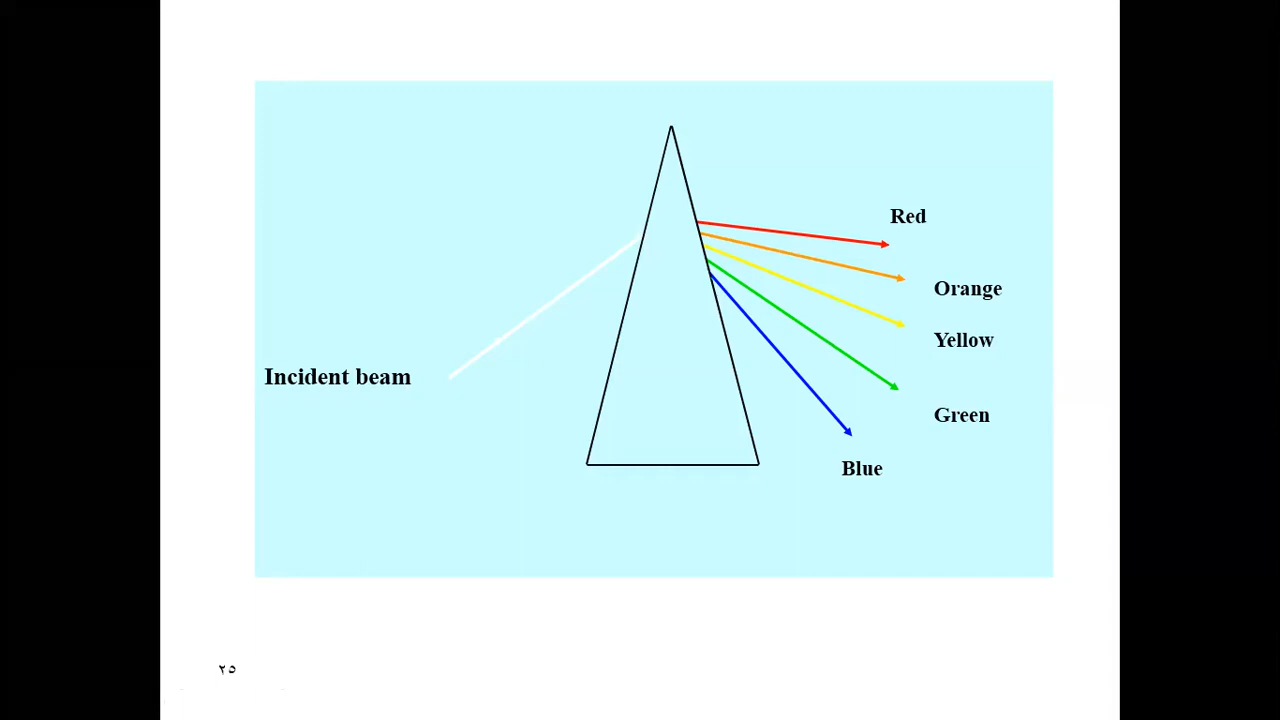 Red
Orange
Yellow
Incident beam
Green
Blue
٢٥